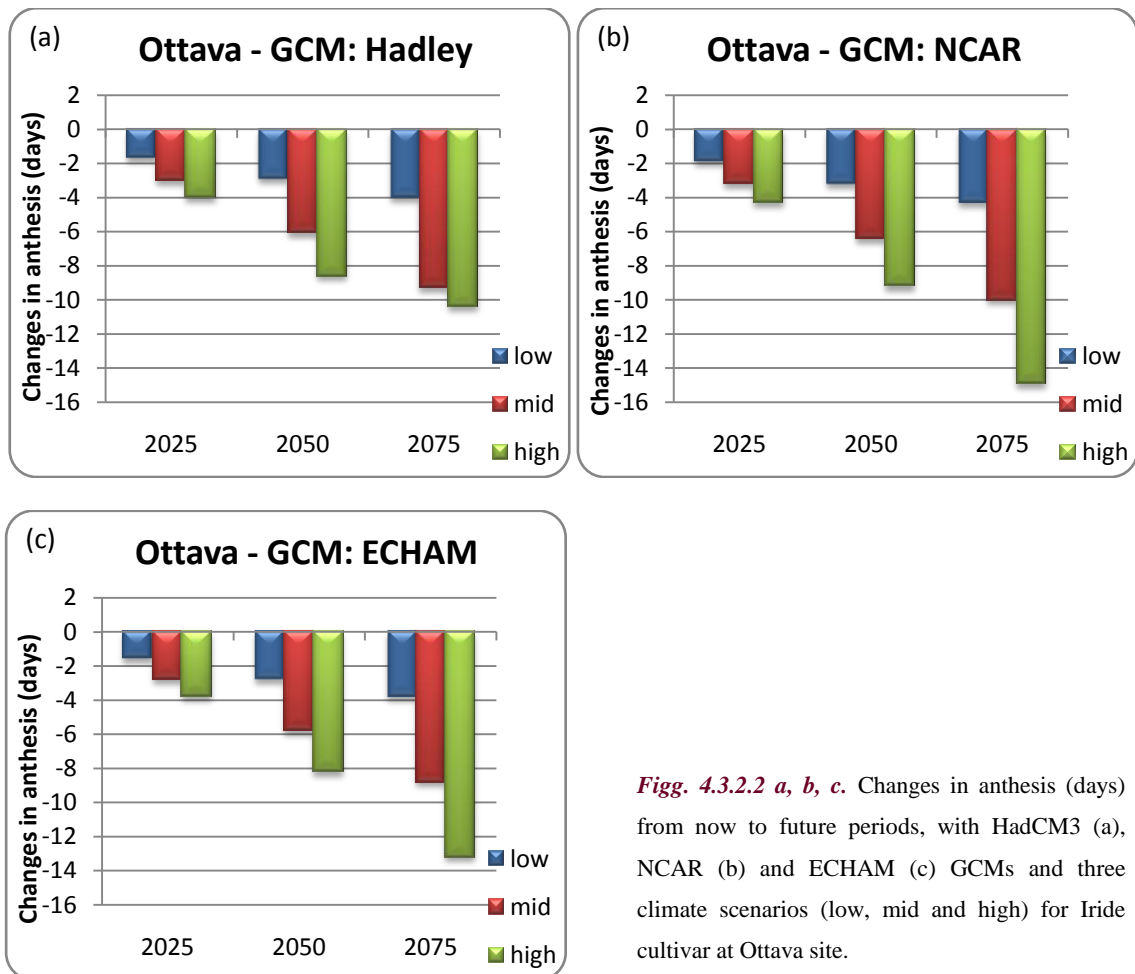 (a)
Ottava - GCM: Hadley
Changes in anthesis (days)
2
0
-2
-4
-6
-8
-10
-12
-14
-16
2025 2050 2075
low
mid
high
(b)
Ottava - GCM: NCAR
Changes in anthesis (days)
2
0
-2
-4
-6
-8
-10
-12
-14
-16
2025 2050 2075
low
mid
high
(c)
Ottava - GCM: ECHAM
Changes in anthesis (days)
2
0
-2
-4
-6
-8
-10
-12
-14
-16
2025 2050 2075
low
mid
high
Figg. 4.3.2.2 a, b, c. Changes in anthesis (days)
from now to future periods, with HadCM3 (a),
NCAR (b) and ECHAM (c) GCMs and three
climate scenarios (low, mid and high) for Iride
cultivar at Ottava site.